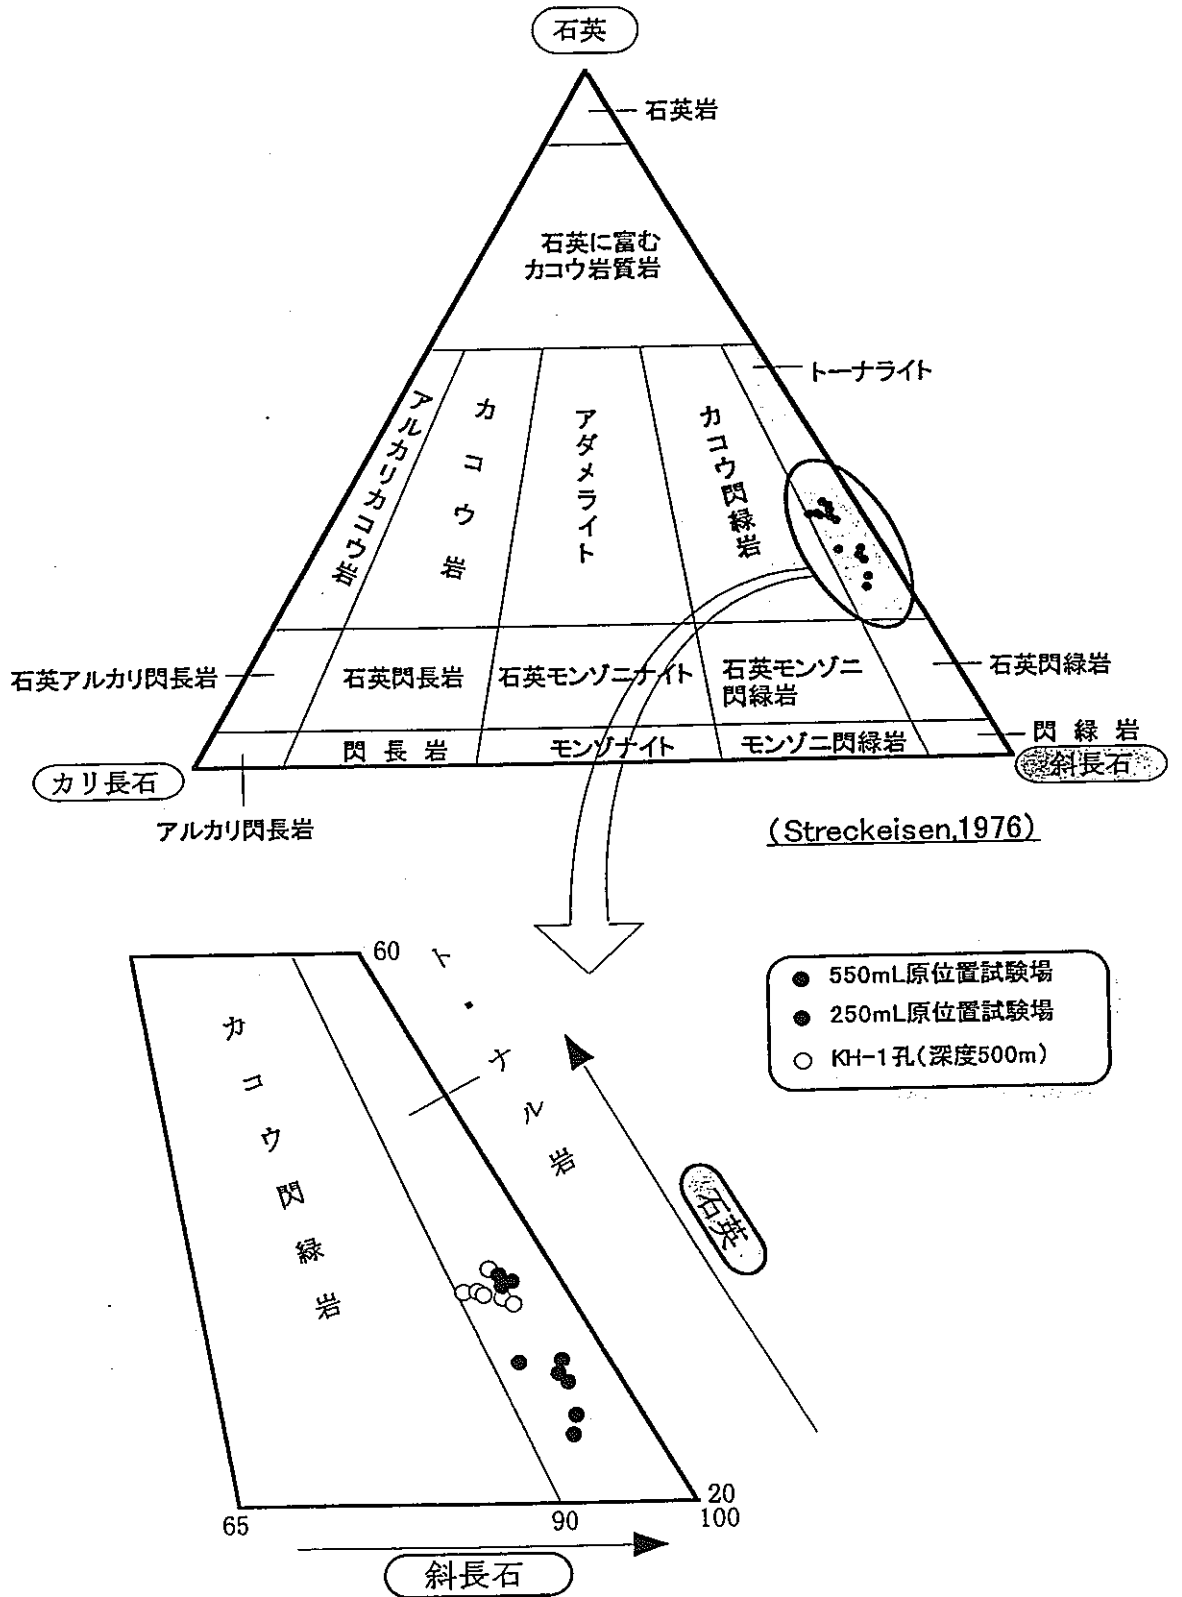 石英
石英岩
石英に富む
カコウ岩質岩
トーナライト
アルカリカコウ岩
カコウ岩
アダメライト
カコウ閃緑岩
石英アルカリ閃長岩
石英閃長岩
石英モンゾニナイト
石英モンゾニ
閃緑岩
石英閃緑岩
閃長岩
モンゾナイト
モンゾニ閃緑岩
閃緑岩
カリ長石
斜長石
アルカリ閃長岩
(Streckeisen,1976)
60
トーナル岩
カコウ閃緑岩
550mL原位置試験場
250mL原位置試験場
KH-1孔(深度500m)
石英
65
90
20
100
斜長石